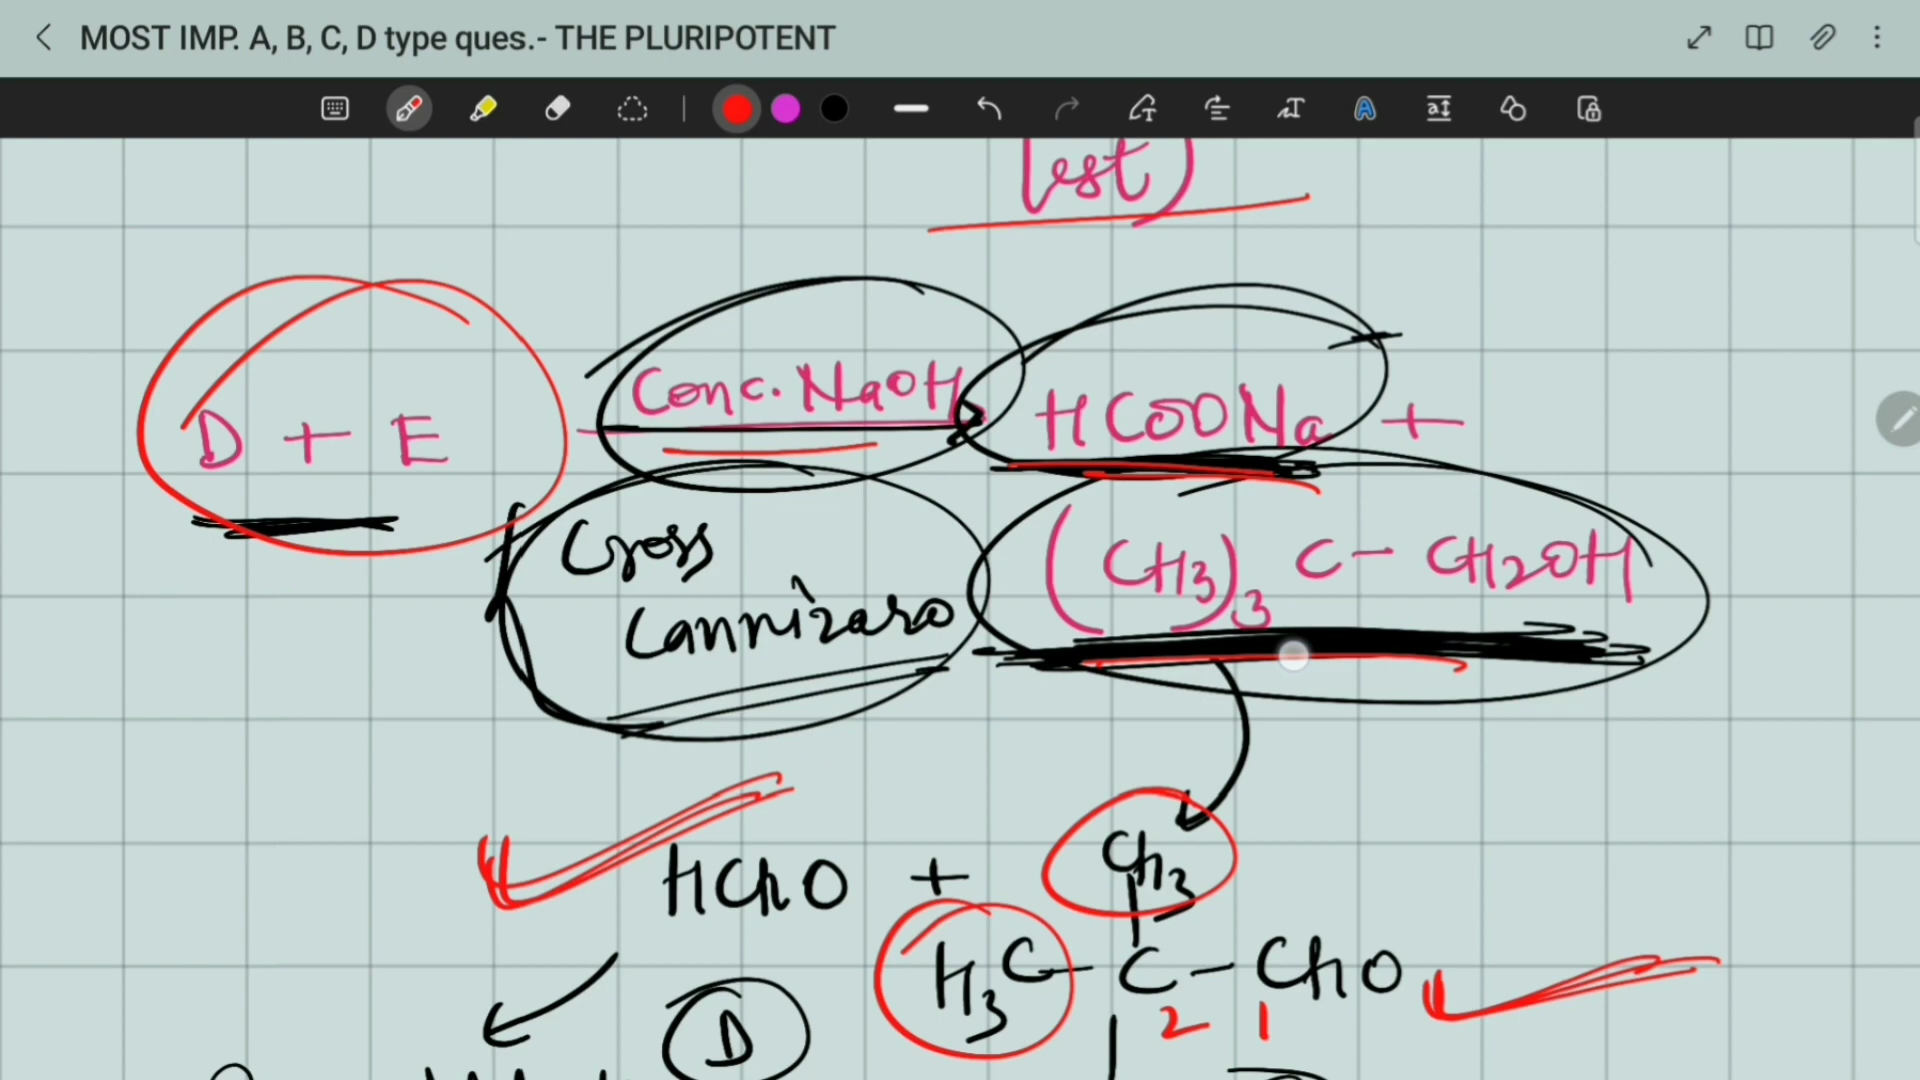 MOST IMP. A, B, C, D type ques.- THE PLURIPOTENT
test)
D + E Conc. NaOH HCOONa +
Cross (CH3)3 C - CH2OH
Cannizaro
CH3
HCHO +
H3C - C - CHO
2 1
D